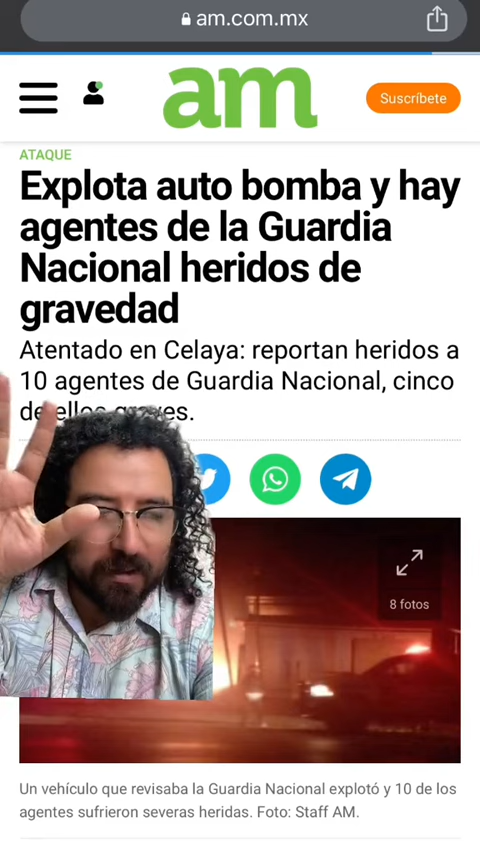 am.com.mx
am
Suscríbete
ATAQUE
Explota auto bomba y hay
agentes de la Guardia
Nacional heridos de
gravedad
Atentado en Celaya: reportan heridos a
10 agentes de Guardia Nacional, cinco
de ellos graves.
8 fotos
Un vehículo que revisaba la Guardia Nacional explotó y 10 de los
agentes sufrieron severas heridas. Foto: Staff AM.